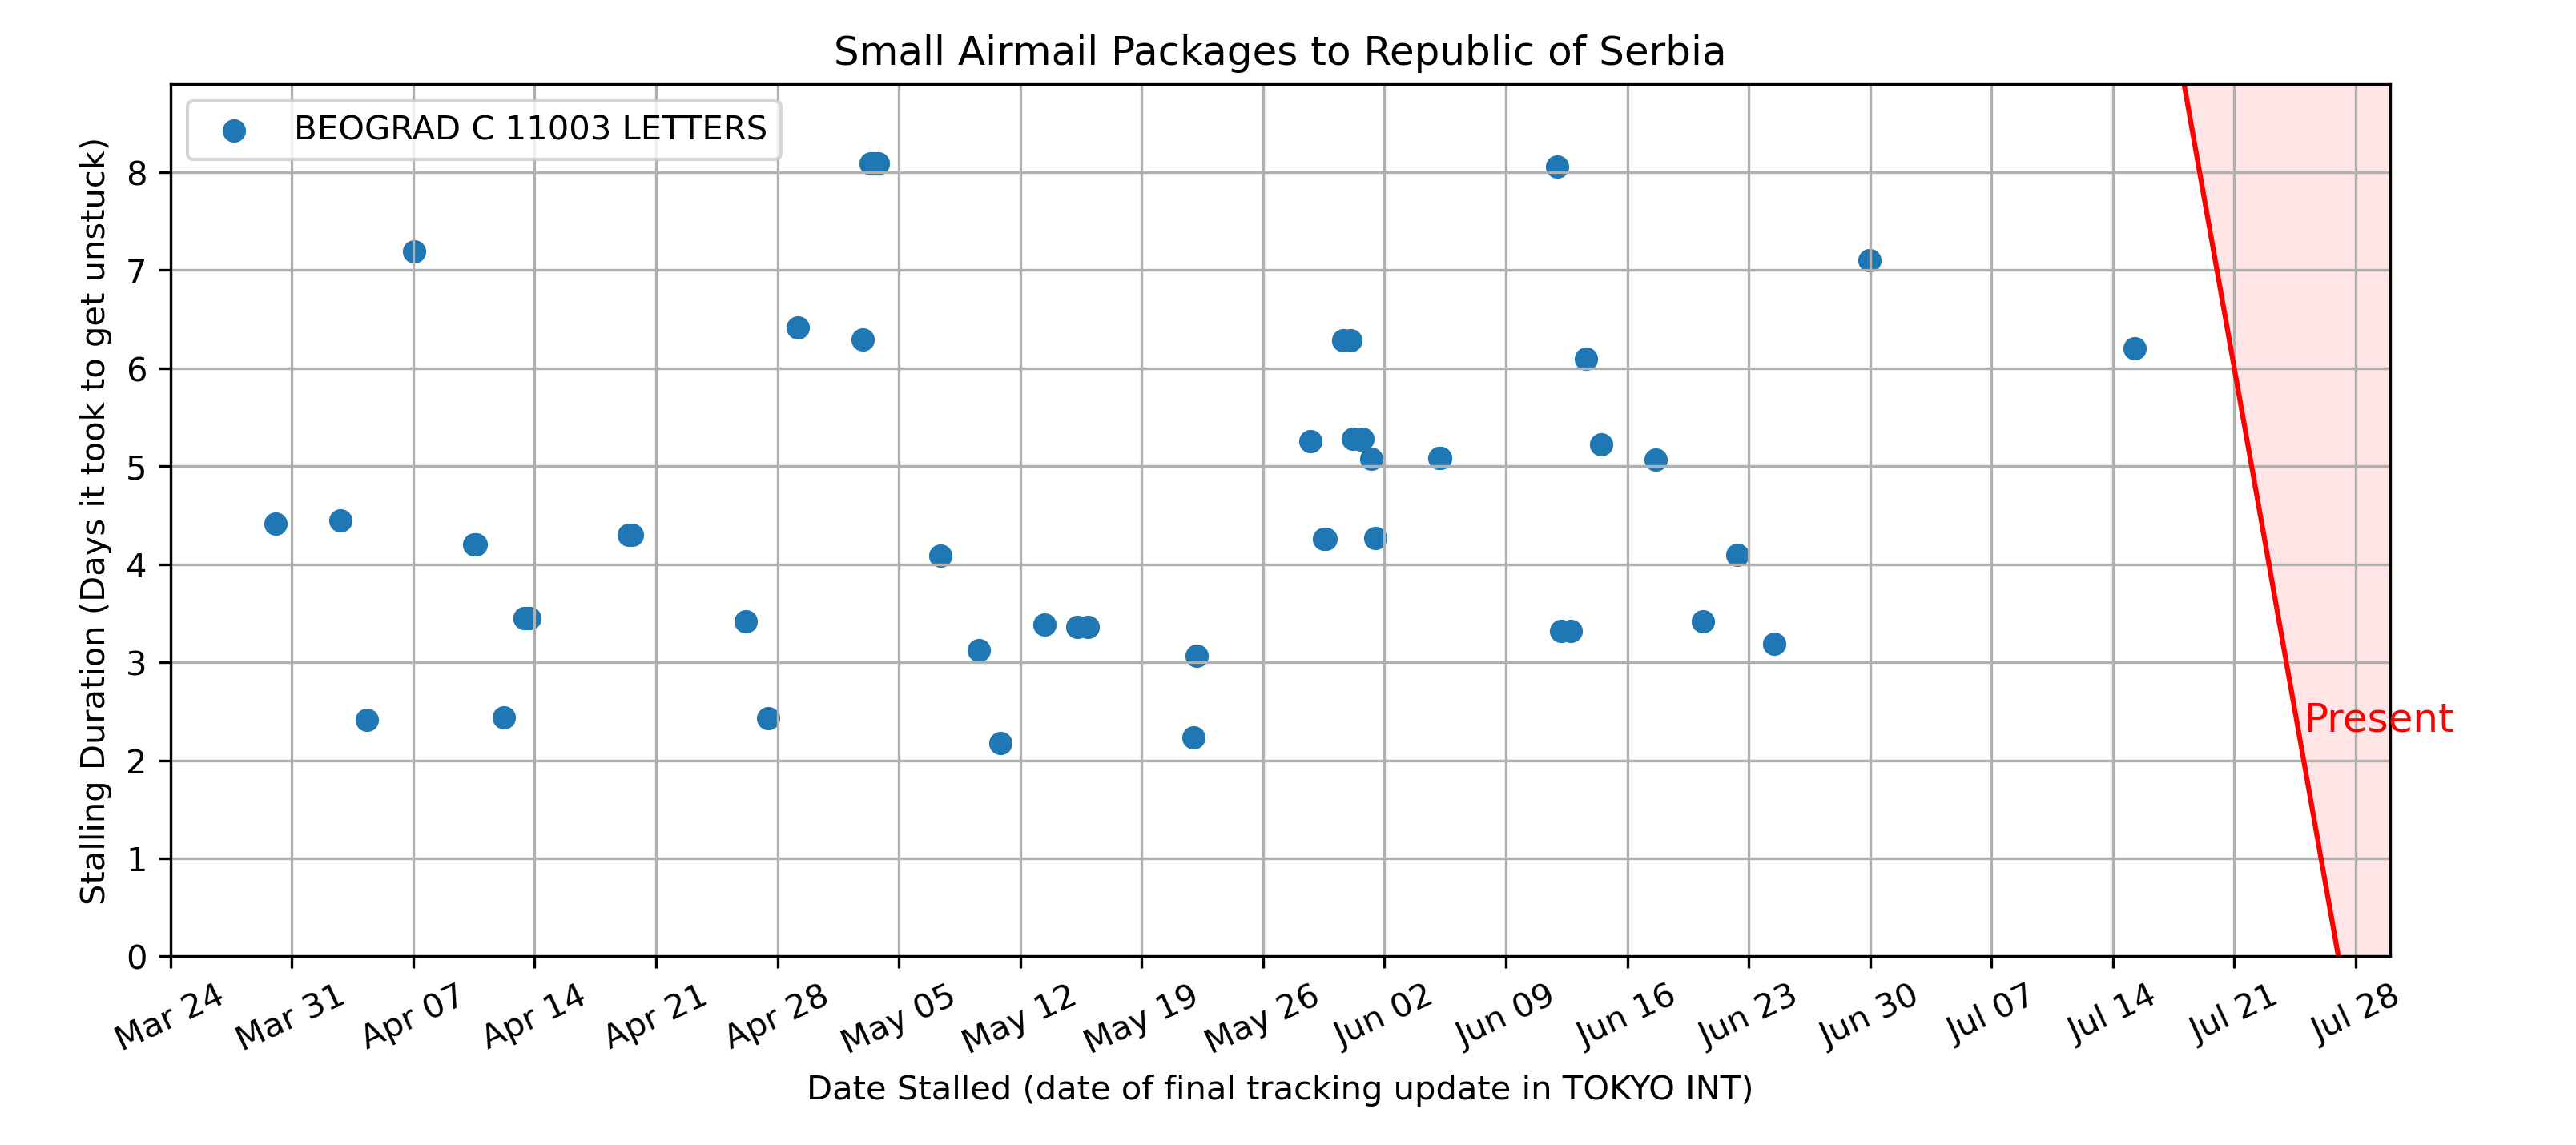 Small Airmail Packages to Republic of Serbia
BEOGRAD C 11003 LETTERS
Stalling Duration (Days it took to get unstuck)
8
7
6
5
4
3
2
1
0
Present
Mar 24 Mar 31 Apr 07 Apr 14 Apr 21 Apr 28 May 05 May 12 May 19 May 26 Jun 02 Jun 09 Jun 16 Jun 23 Jun 30 Jul 07 Jul 14 Jul 21 Jul 28
Date Stalled (date of final tracking update in TOKYO INT)